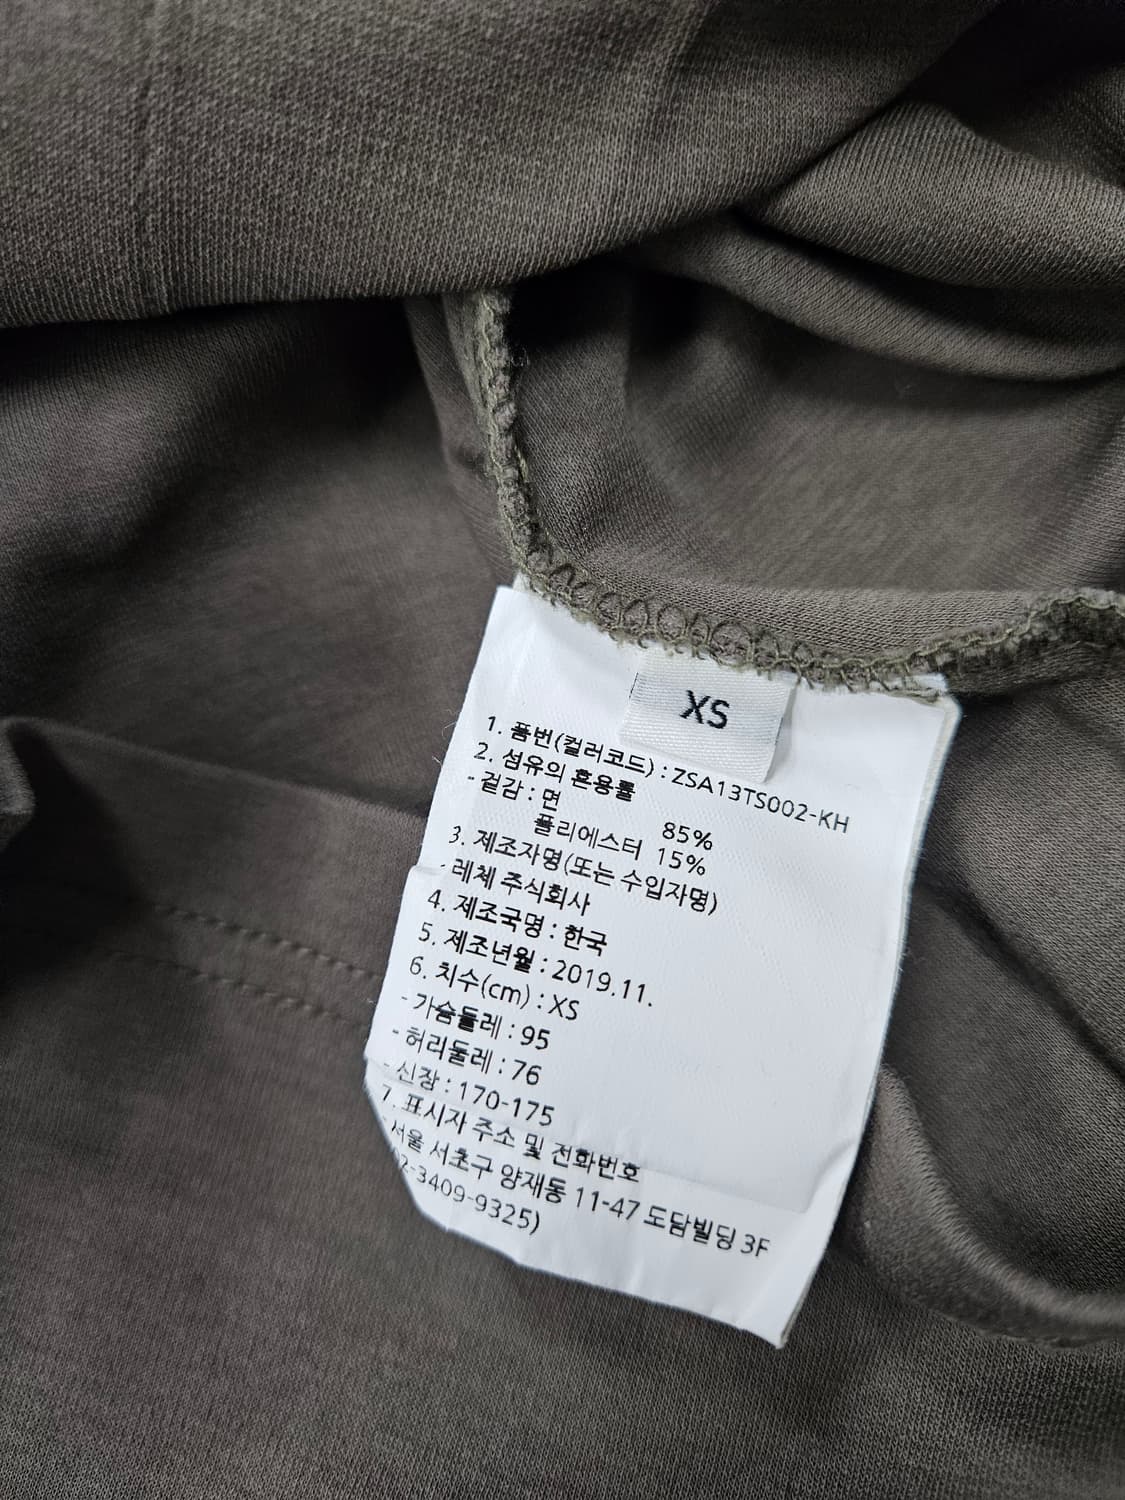 XS
1. 품번(컬러코드) : ZSA13TS002-KH
2. 섬유의 혼용률
- 겉감 : 면 85%
폴리에스터 15%
3. 제조자명(또는 수입자명)
- 레체 주식회사
4. 제조국명 : 한국
5. 제조년월 : 2019.11.
6. 치수(cm) : XS
- 가슴둘레 : 95
- 허리둘레 : 76
- 신장 : 170-175
7. 표시자 주소 및 전화번호
- 서울 서초구 양재동 11-47 도담빌딩 3F
02-3409-9325)